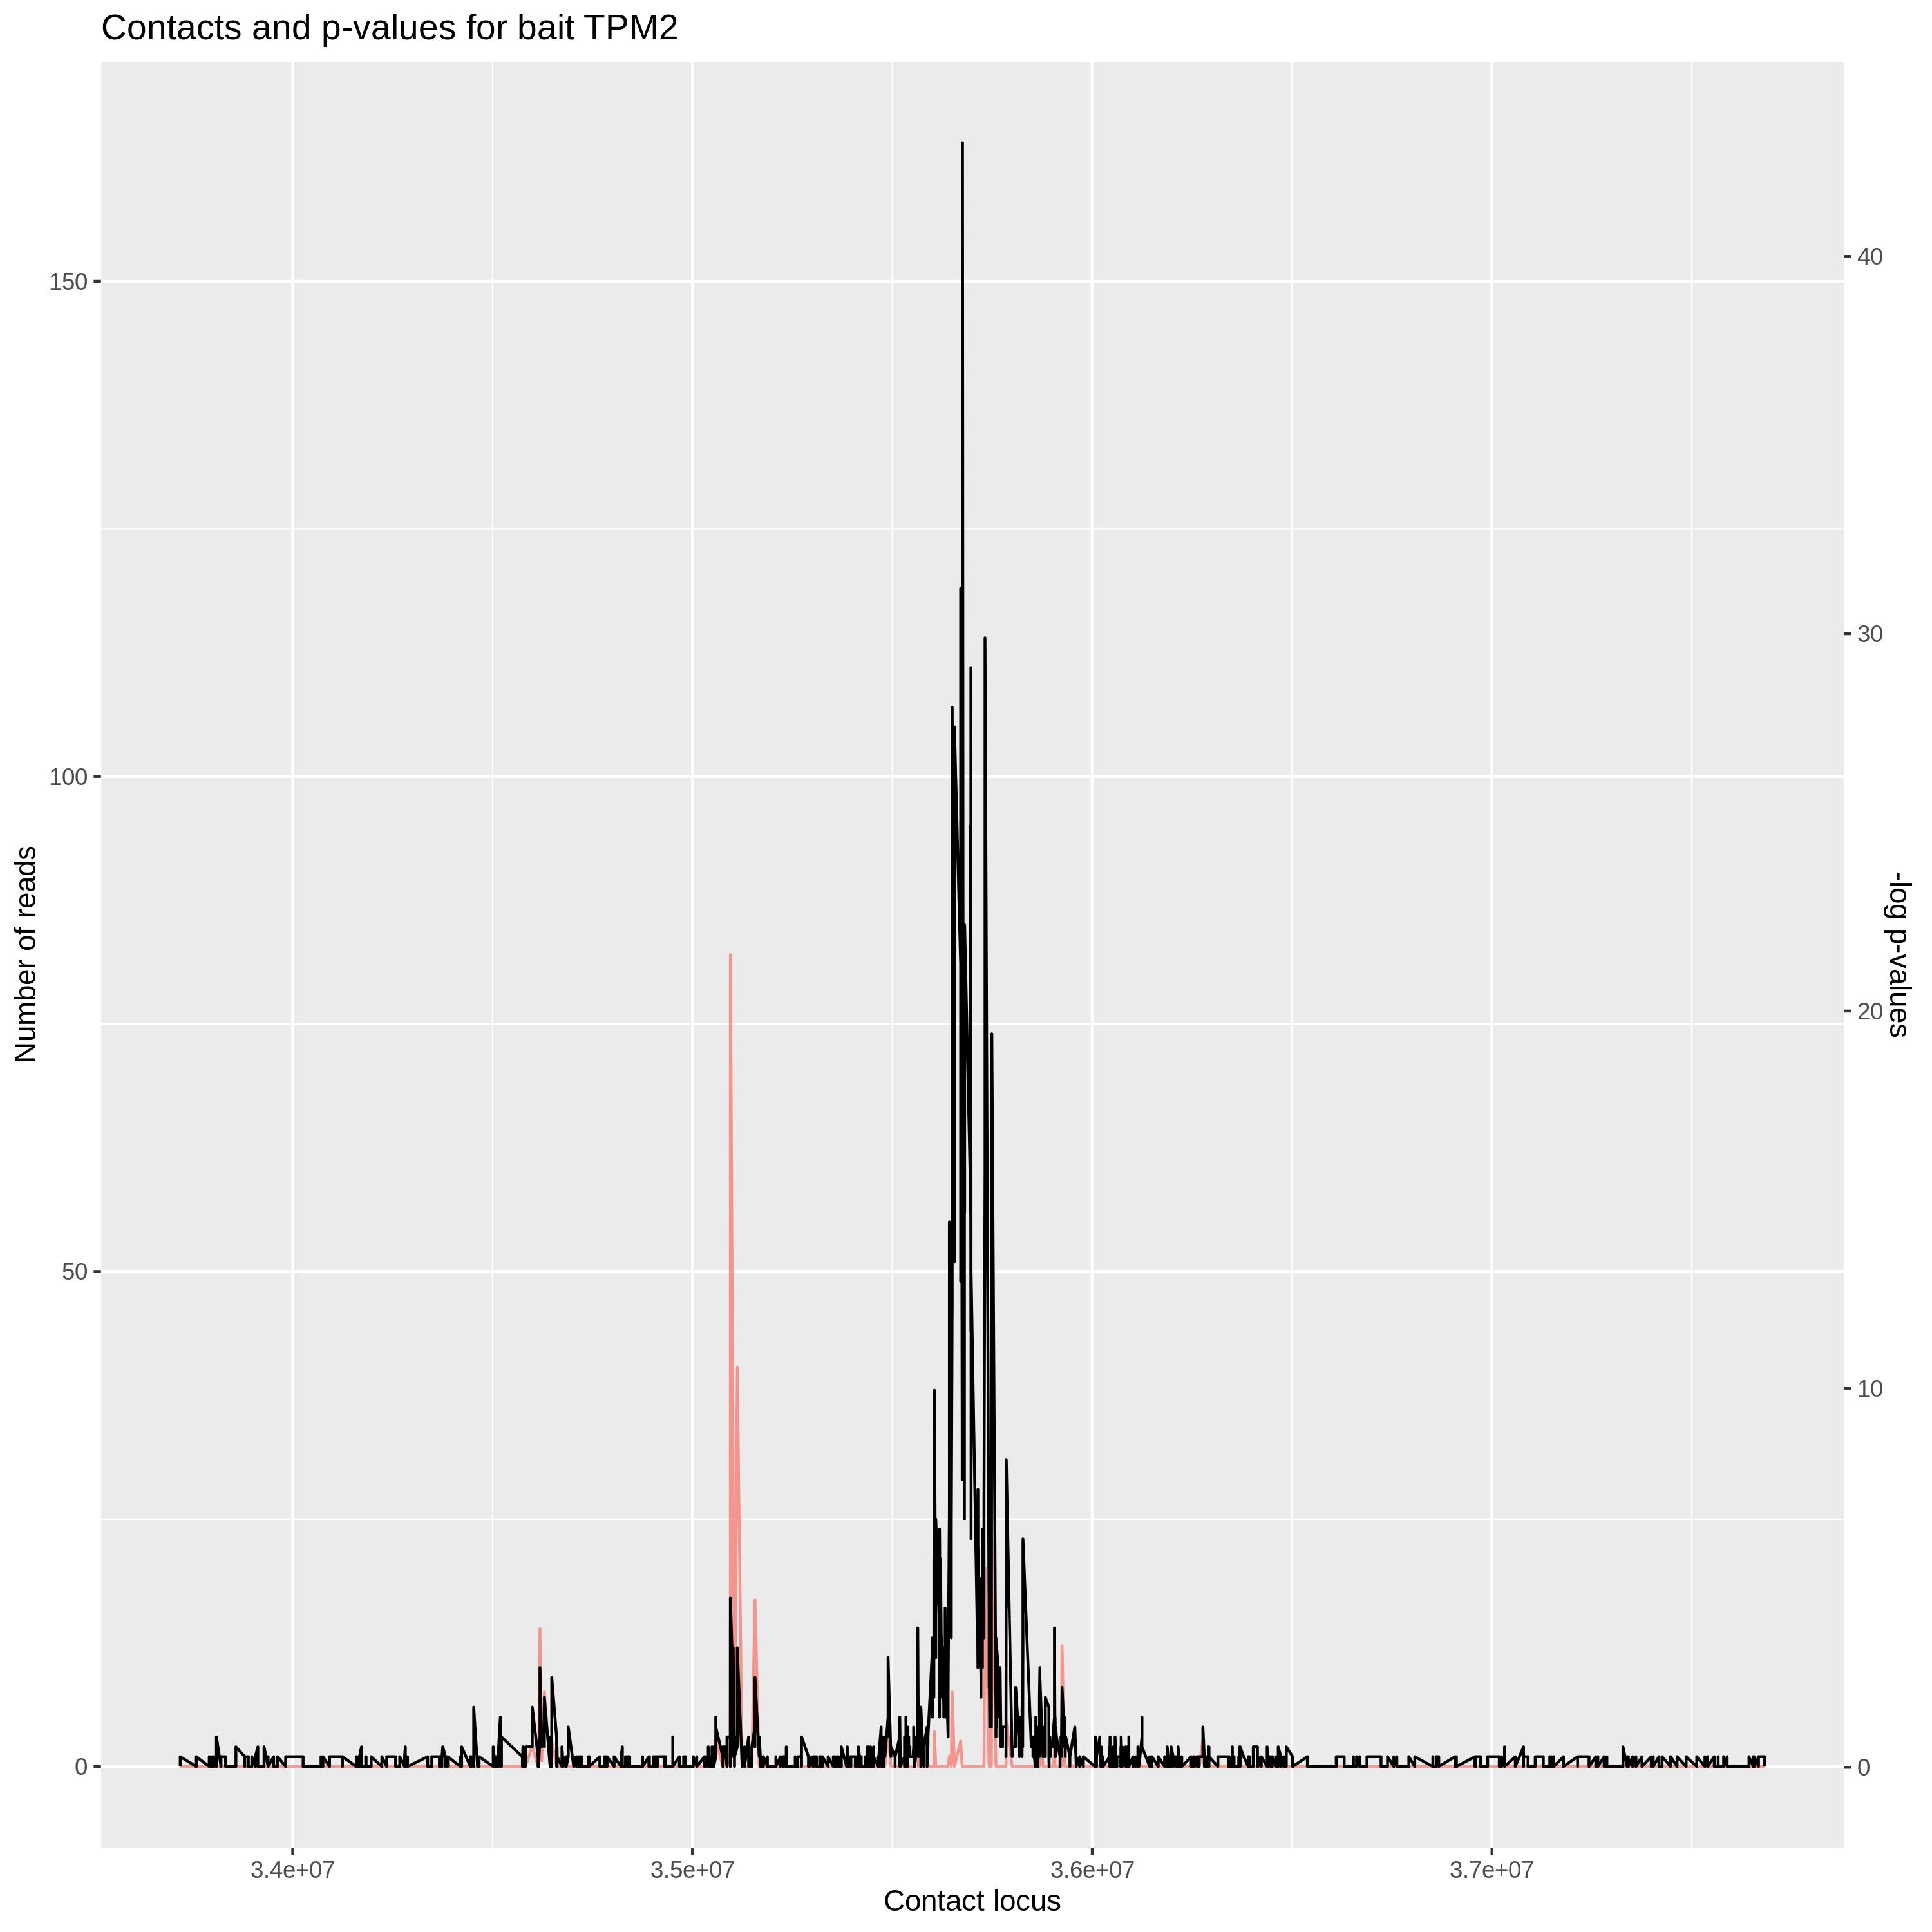 Contacts and p-values for bait TPM2
150
100
50
0
Number of reads
40
30
20
10
0
-log p-values
3.4e+07
3.5e+07
3.6e+07
3.7e+07
Contact locus